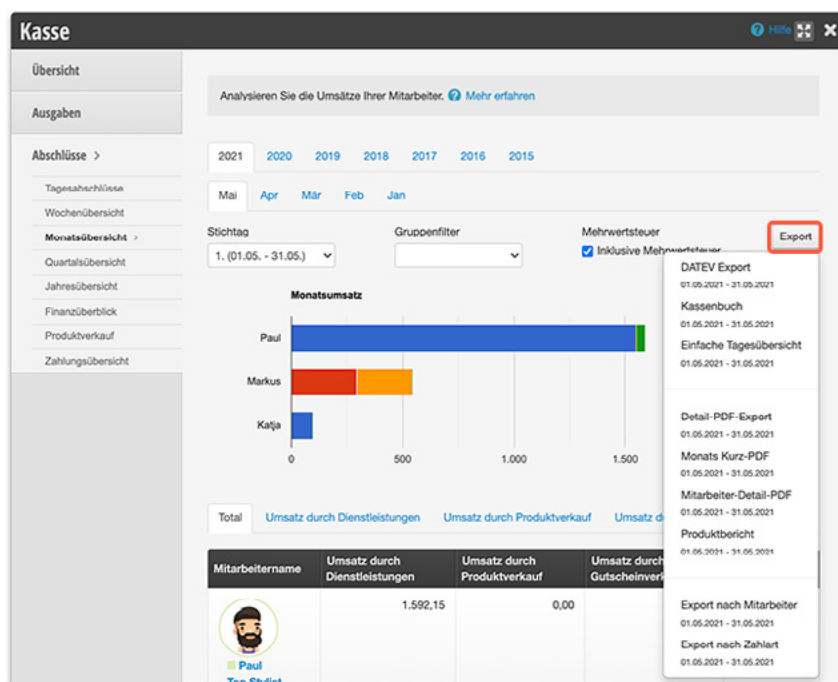 Kasse
Hilfe
Übersicht
Ausgaben
Abschlüsse >
Tagesabschlüsse
Wochenübersicht
Monatsübersicht >
Quartalsübersicht
Jahresübersicht
Finanzüberblick
Produktverkauf
Zahlungsübersicht
Analysieren Sie die Umsätze Ihrer Mitarbeiter. ? Mehr erfahren
2021 2020 2019 2018 2017 2016 2015
Mai Apr Mär Feb Jan
Stichtag Gruppenfilter Mehrwertsteuer Export
1. (01.05. - 31.05.) Inklusive Mehrwertsteuer
Monatsumsatz
Paul
Markus
Katja
0 500 1.000 1.500
DATEV Export
01.05.2021 - 31.05.2021
Kassenbuch
01.05.2021 - 31.05.2021
Einfache Tagesübersicht
01.05.2021 - 31.05.2021
Detail-PDF-Export
01.05.2021 - 31.05.2021
Monats Kurz-PDF
01.05.2021 - 31.05.2021
Mitarbeiter-Detail-PDF
01.05.2021 - 31.05.2021
Produktbericht
01.05.2021 - 31.05.2021
Export nach Mitarbeiter
01.05.2021 - 31.05.2021
Export nach Zahlart
01.05.2021 - 31.05.2021
Total Umsatz durch Dienstleistungen Umsatz durch Produktverkauf Umsatz
Mitarbeitername
Umsatz durch
Dienstleistungen
Umsatz durch
Produktverkauf
Umsatz durch
1.592,15 0,00
Paul
Top Stylist